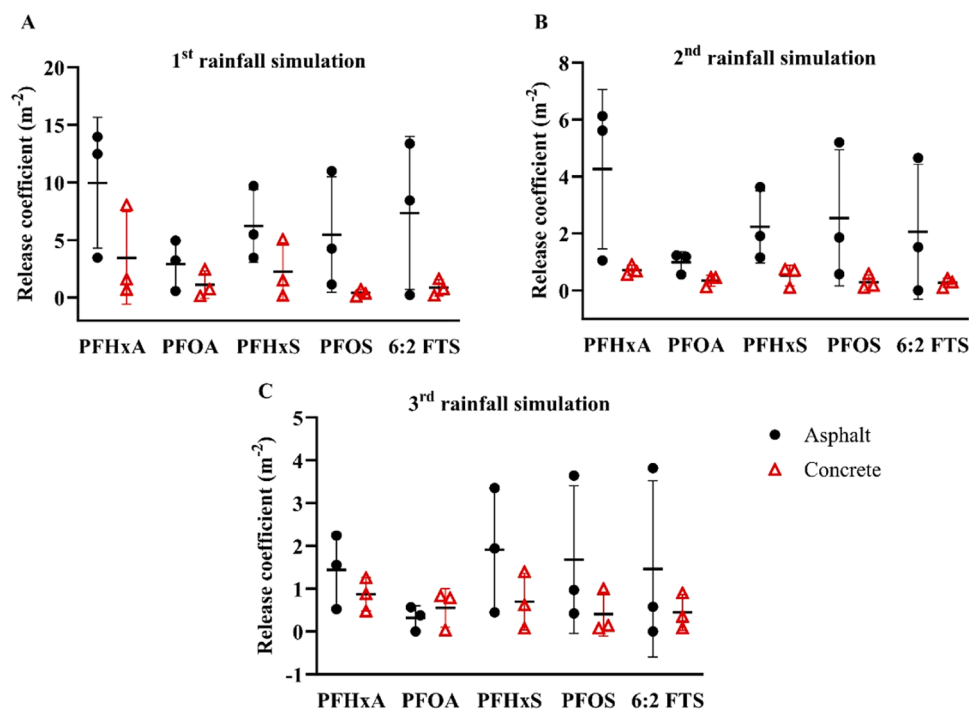 A
1st rainfall simulation
Release coefficient (m-2)
20
15
10
5
0
PFHxA PFOA PFHxS PFOS 6:2 FTS
B
2nd rainfall simulation
Release coefficient (m-2)
8
6
4
2
0
PFHxA PFOA PFHxS PFOS 6:2 FTS
C
3rd rainfall simulation
Release coefficient (m-2)
5
4
3
2
1
0
-1
PFHxA PFOA PFHxS PFOS 6:2 FTS
Asphalt
Concrete